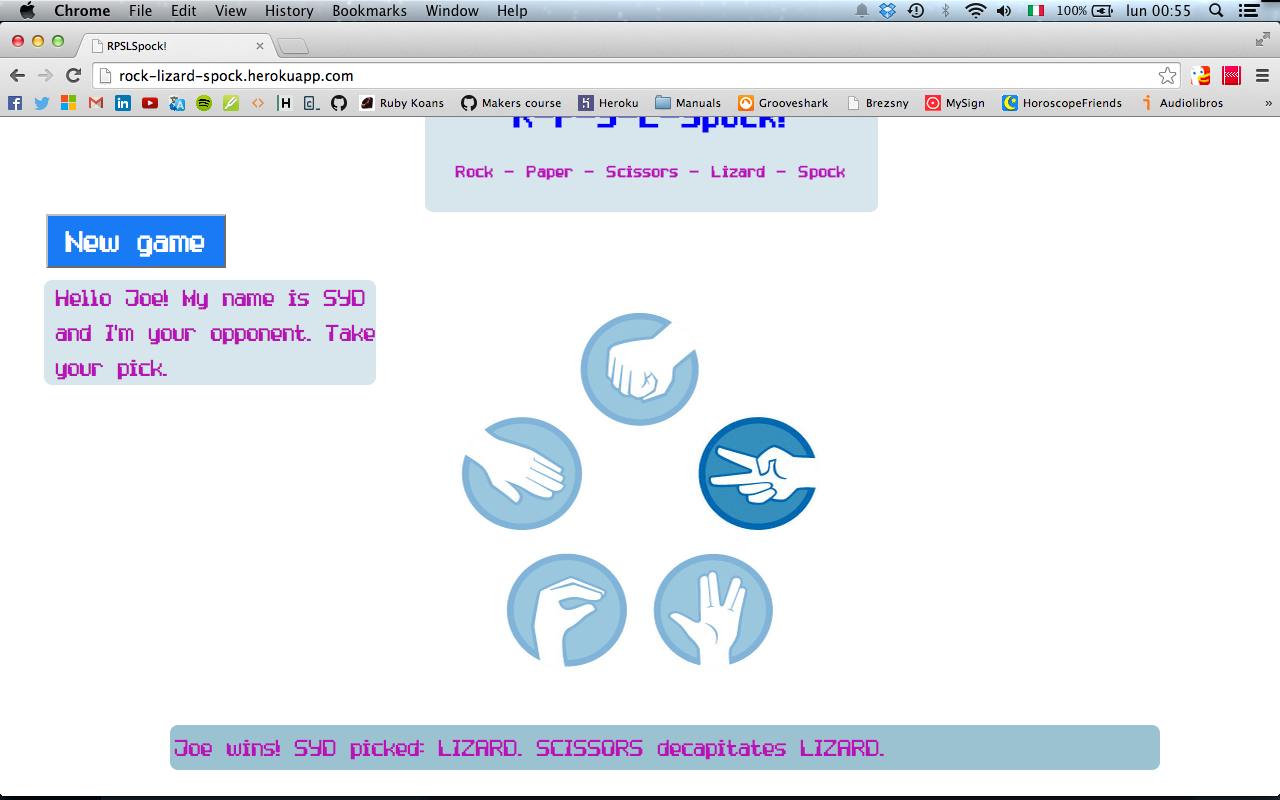 Chrome File Edit View History Bookmarks Window Help 100% lun 00:55
RPSLSpock!
rock-lizard-spock.herokuapp.com
Ruby Koans Makers course Heroku Manuals Grooveshark Brezsny MySign HoroscopeFriends Audiolibros »
R-P-S-L-Spock!
Rock - Paper - Scissors - Lizard - Spock
New game
Hello Joe! My name is SYD
and I'm your opponent. Take
your pick.
Joe wins! SYD picked: LIZARD. SCISSORS decapitates LIZARD.